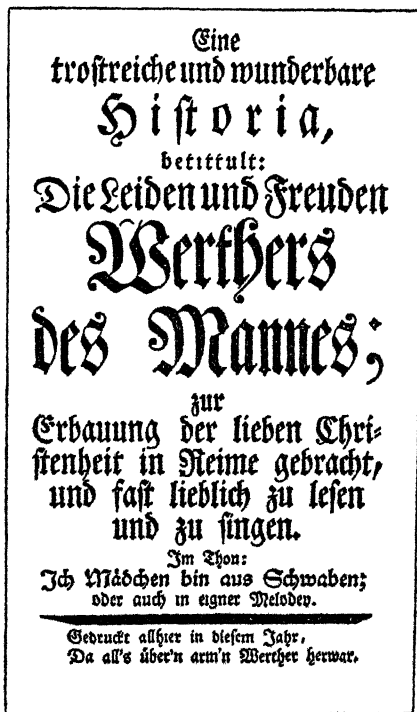 Eine
trostreiche und wunderbare
Historia,
betittult:
Die Leiden und Freuden
Werthers
des Mannes;
zur
Erbauung der lieben Chri-
stenheit in Reime gebracht,
und fast lieblich zu lesen
und zu singen.
Im Thon:
Ich Mädchen bin aus Schwaben;
oder auch in eigner Melodey.
Gedruckt allhier in diesem Jahr,
Da all's über'n arm'n Werther herwar.